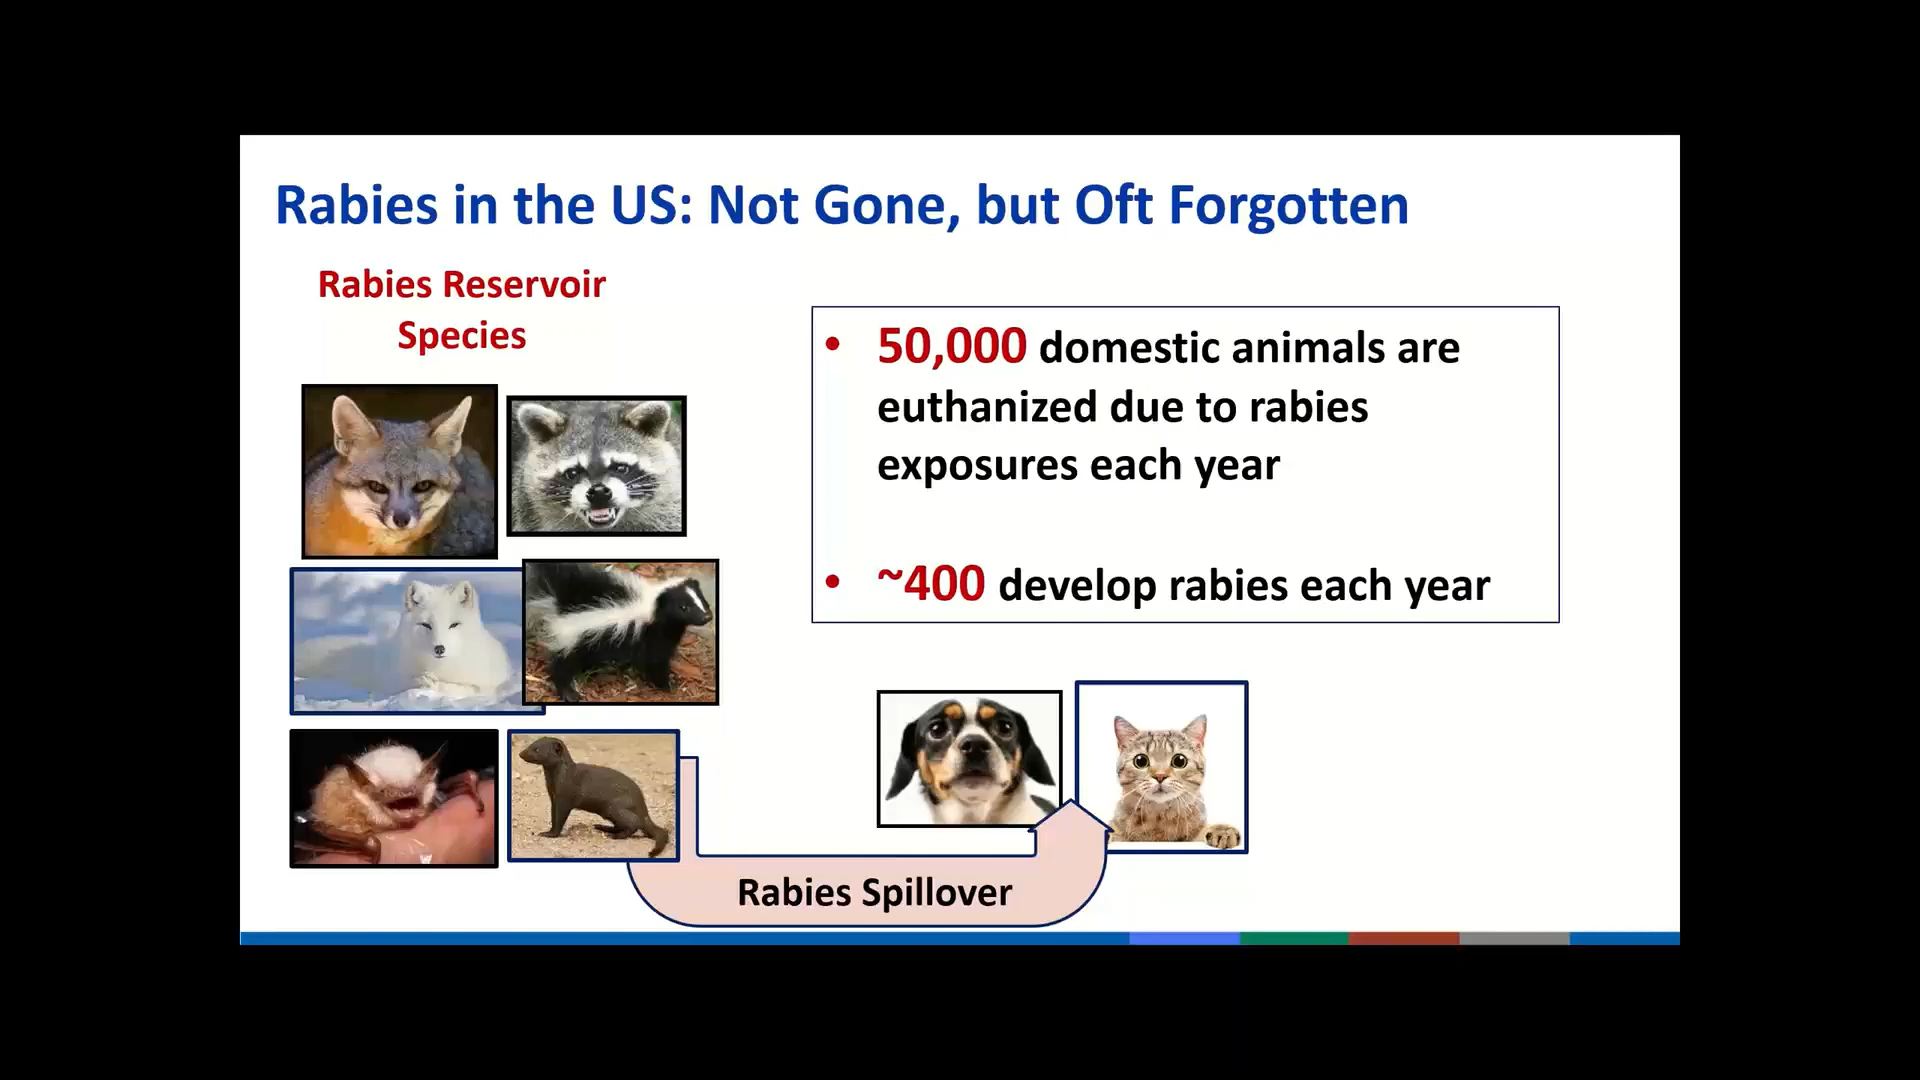 Rabies in the US: Not Gone, but Oft Forgotten
Rabies Reservoir
Species
• 50,000 domestic animals are
euthanized due to rabies
exposures each year
• ~400 develop rabies each year
Rabies Spillover